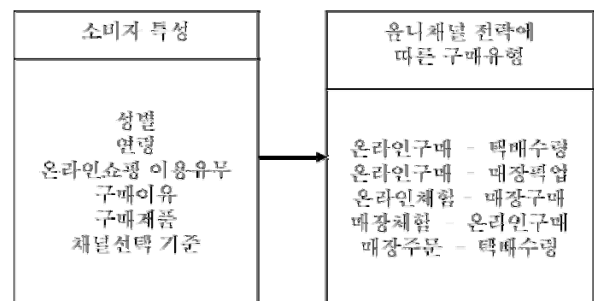 소비자 특성
성별
연령
온라인쇼핑 이용유무
구매이유
구매제품
채널선택 기준
옴니채널 전략에
따른 구매유형
온라인구매 - 택배수령
온라인구매 - 매장픽업
온라인체험 - 매장구매
매장체험 - 온라인구매
매장주문 - 택배수령